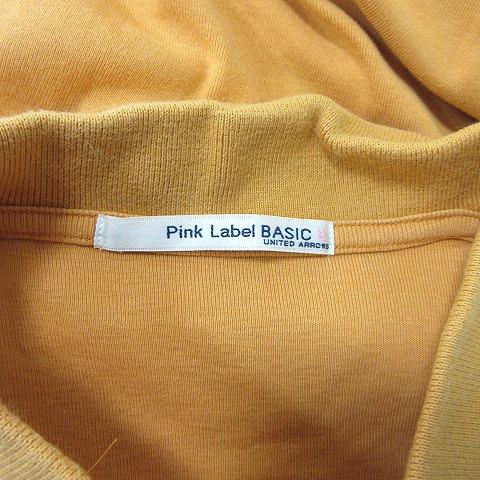 Pink Label BASIC
UNITED ARROWS